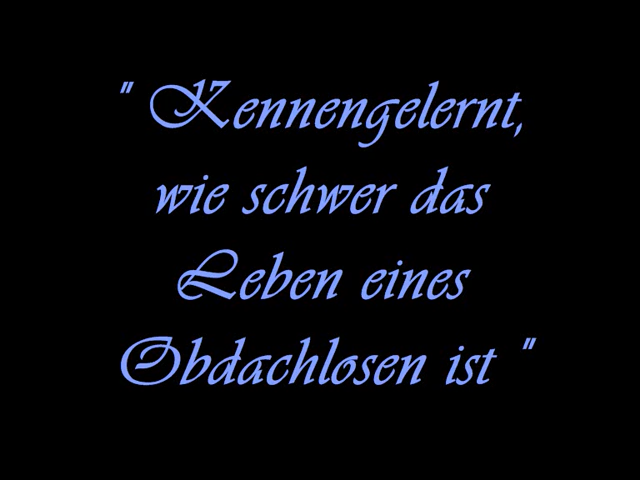 " Kennengelernt,
wie schwer das
Leben eines
Obdachlosen ist "